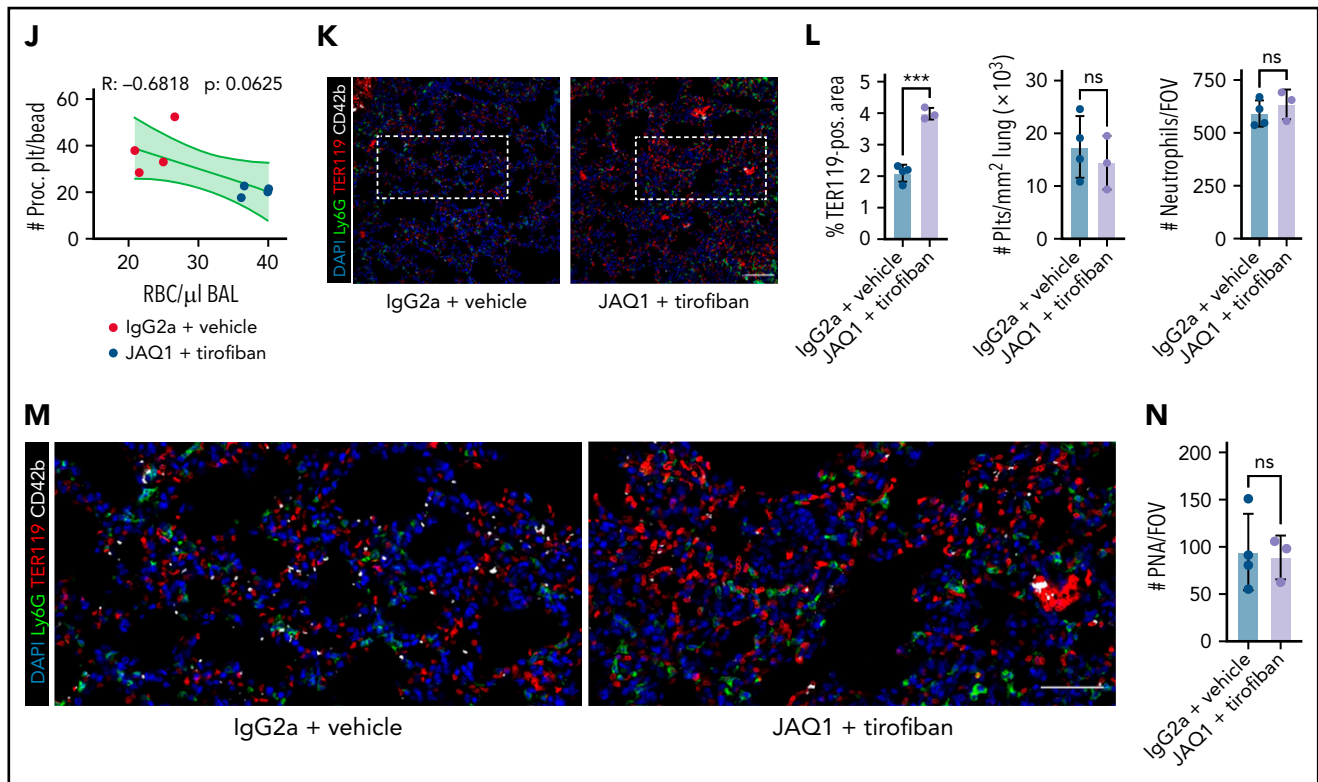 J
R: –0.6818 p: 0.0625
# Proc. plt/bead
60
40
20
0
20
30
40
RBC/μl BAL
IgG2a + vehicle
JAQ1 + tirofiban
K
DAPI Ly6G TER119 CD42b
IgG2a + vehicle
JAQ1 + tirofiban
L
% TER119-pos. area
5
4
3
2
1
0
***
IgG2a + vehicle
JAQ1 + tirofiban
# Plts/mm² lung (×10³)
30
20
10
0
ns
IgG2a + vehicle
JAQ1 + tirofiban
# Neutrophils/FOV
750
500
250
0
ns
IgG2a + vehicle
JAQ1 + tirofiban
M
DAPI Ly6G TER119 CD42b
IgG2a + vehicle
JAQ1 + tirofiban
N
# PNA/FOV
200
150
100
50
0
ns
IgG2a + vehicle
JAQ1 + tirofiban